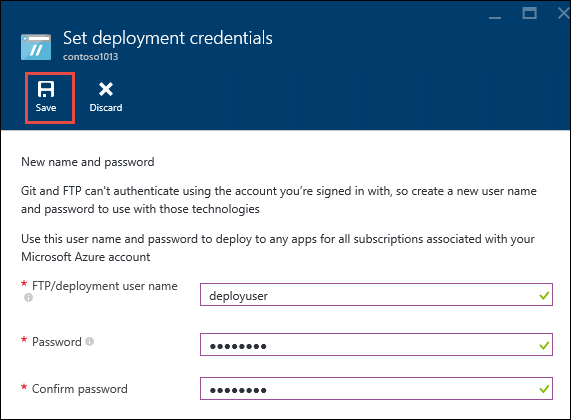 Set deployment credentials
contoso1013
Save Discard
New name and password
Git and FTP can't authenticate using the account you're signed in with, so create a new user name
and password to use with those technologies
Use this user name and password to deploy to any apps for all subscriptions associated with your
Microsoft Azure account
* FTP/deployment user name
deployuser
* Password
●●●●●●●●
* Confirm password
●●●●●●●●